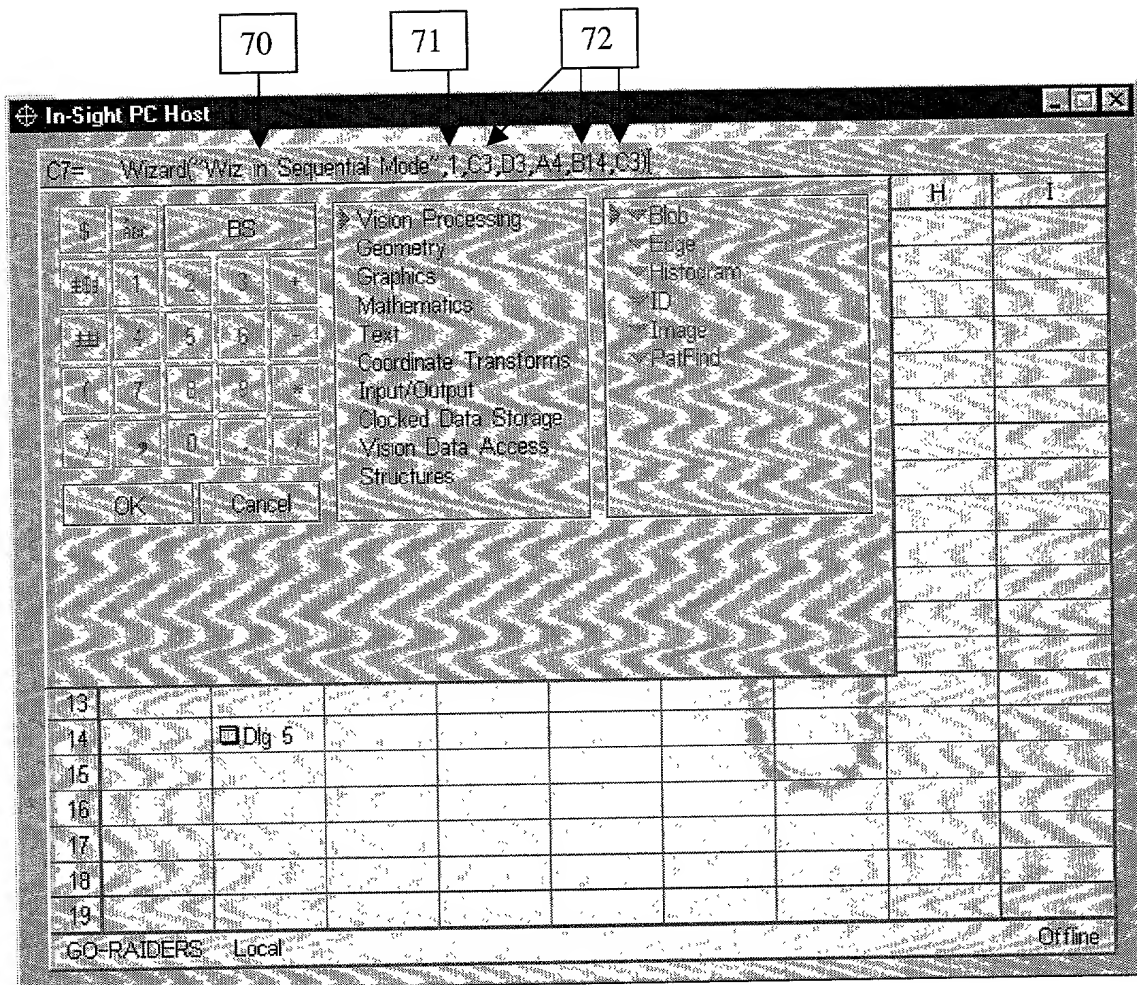 70 71 72
In-Sight PC Host
C7= Wizard("Wiz in Sequential Mode",1,C3,D3,A4,B14,C3)
H I
$ abc BS
1 2 3 +
4 5 6 -
( 7 8 9 *
) , 0 . /
OK Cancel
Vision Processing
Geometry
Graphics
Mathematics
Text
Coordinate Transforms
Input/Output
Clocked Data Storage
Vision Data Access
Structures
Blob
Edge
Histogram
ID
Image
PatFind
13
14 Dlg 5
15
16
17
18
19
GO-RAIDERS Local Offline